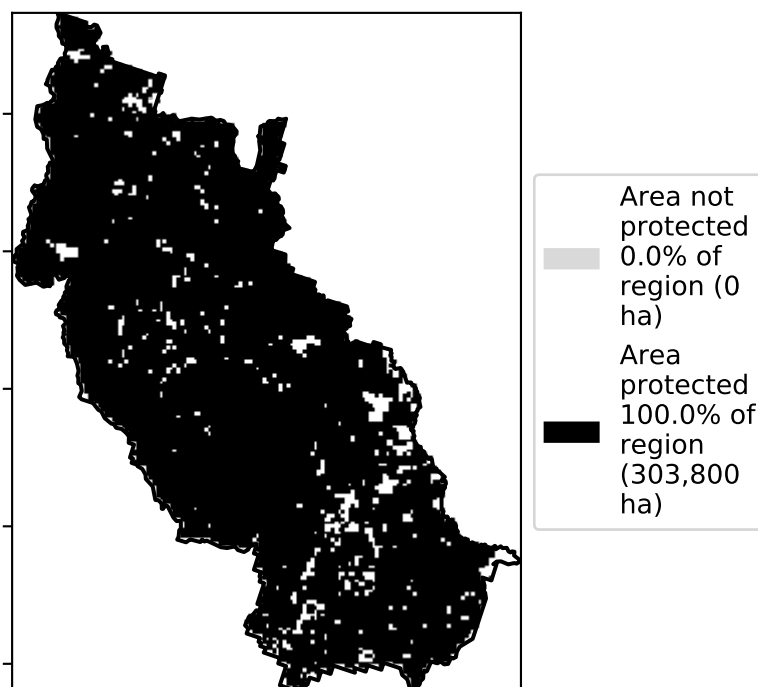 Area not
protected
0.0% of
region (0
ha)
Area
protected
100.0% of
region
(303,800
ha)